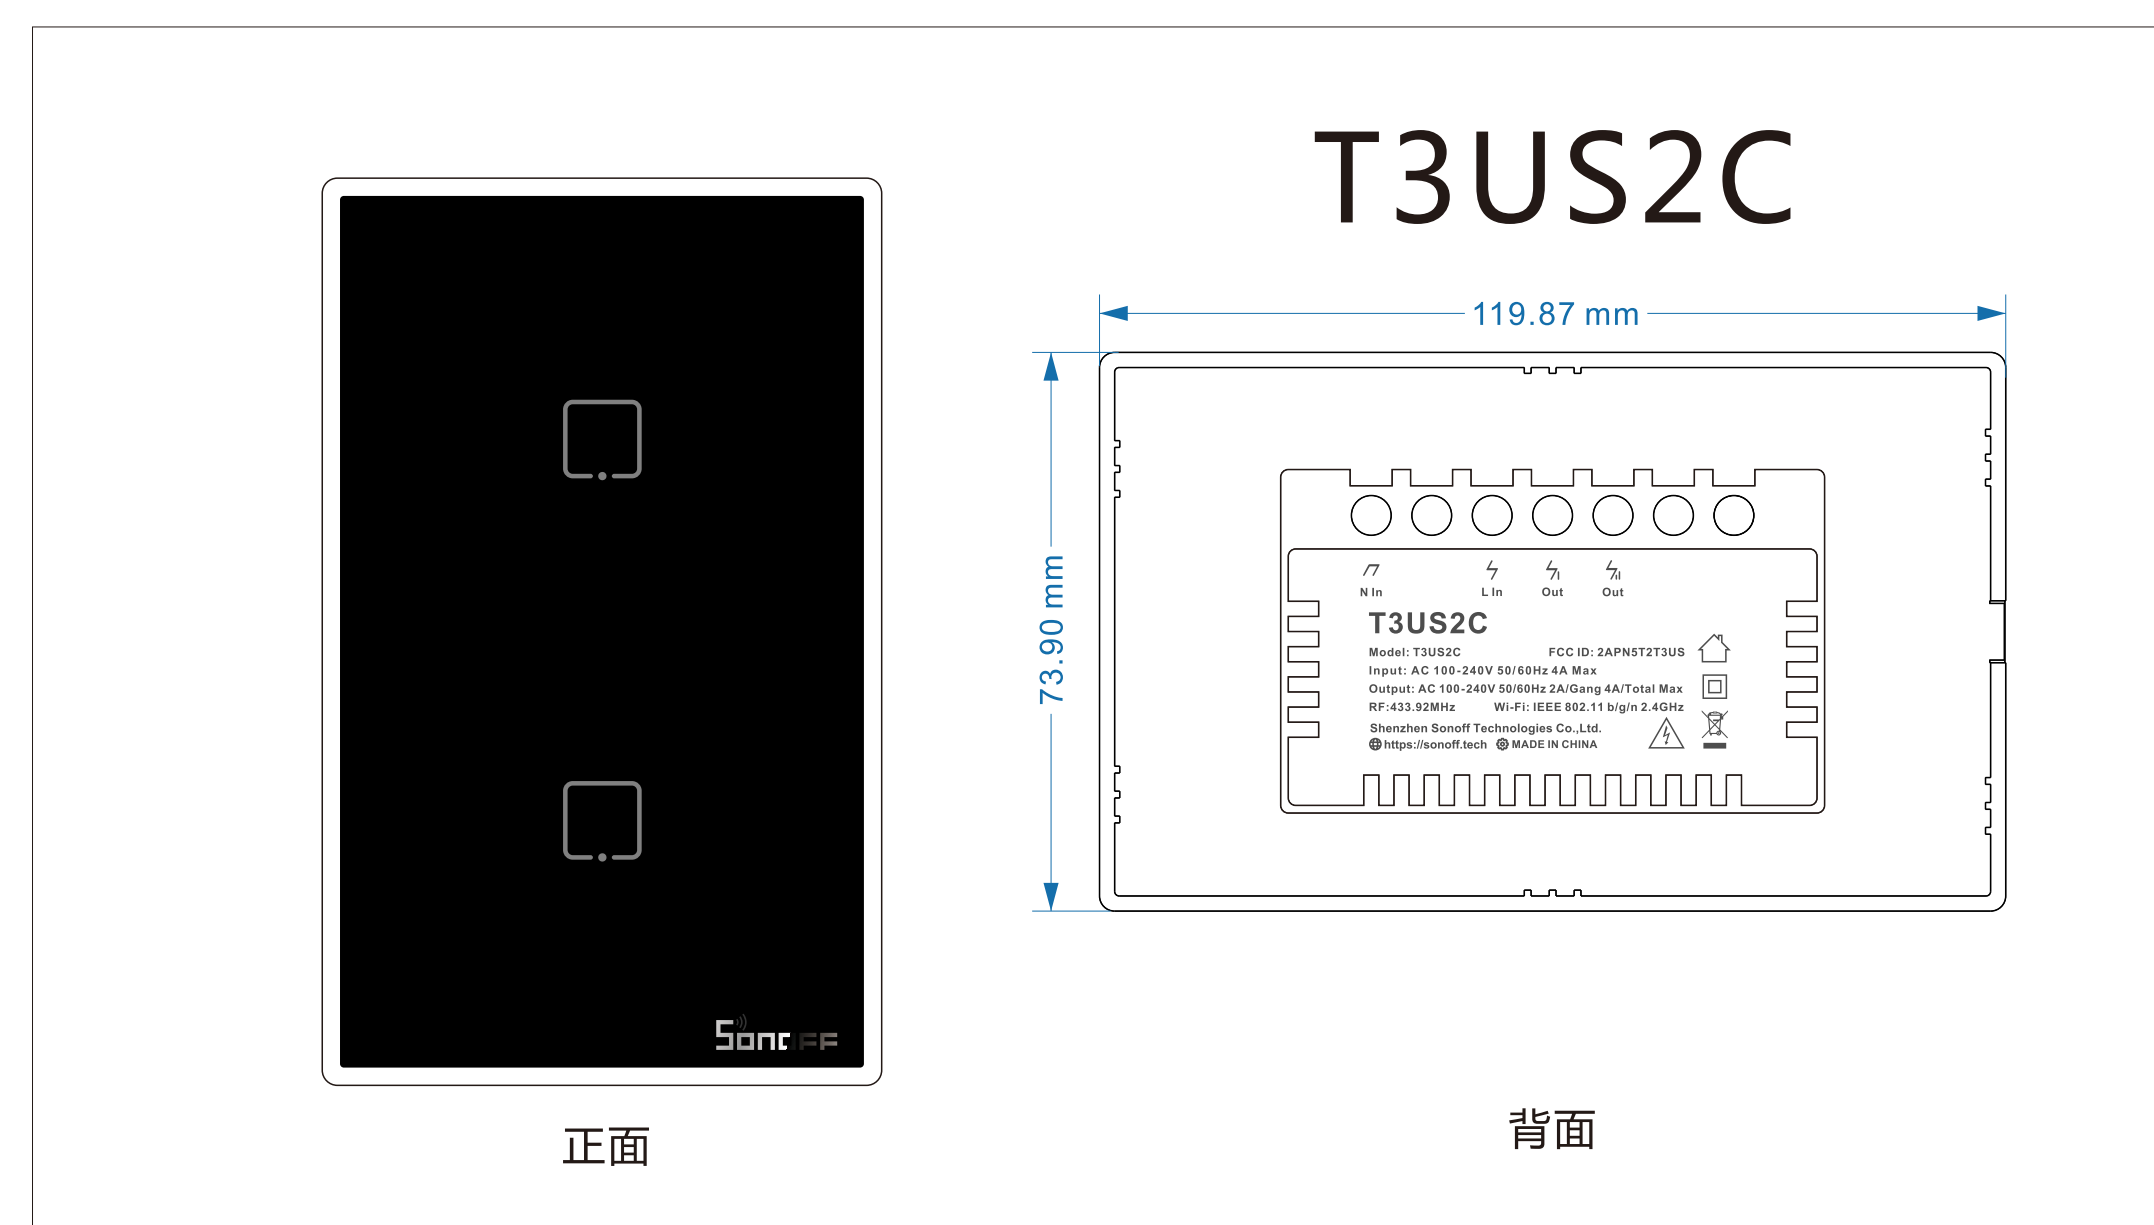 T3US2C
119.87 mm
73.90 mm
N In
L In
Out
Out
T3US2C
Model: T3US2C FCC ID: 2APN5T2T3US
Input: AC 100-240V 50/60Hz 4A Max
Output: AC 100-240V 50/60Hz 2A/Gang 4A/Total Max
RF:433.92MHz Wi-Fi: IEEE 802.11 b/g/n 2.4GHz
Shenzhen Sonoff Technologies Co.,Ltd.
https://sonoff.tech MADE IN CHINA
SONOFF
正面
背面